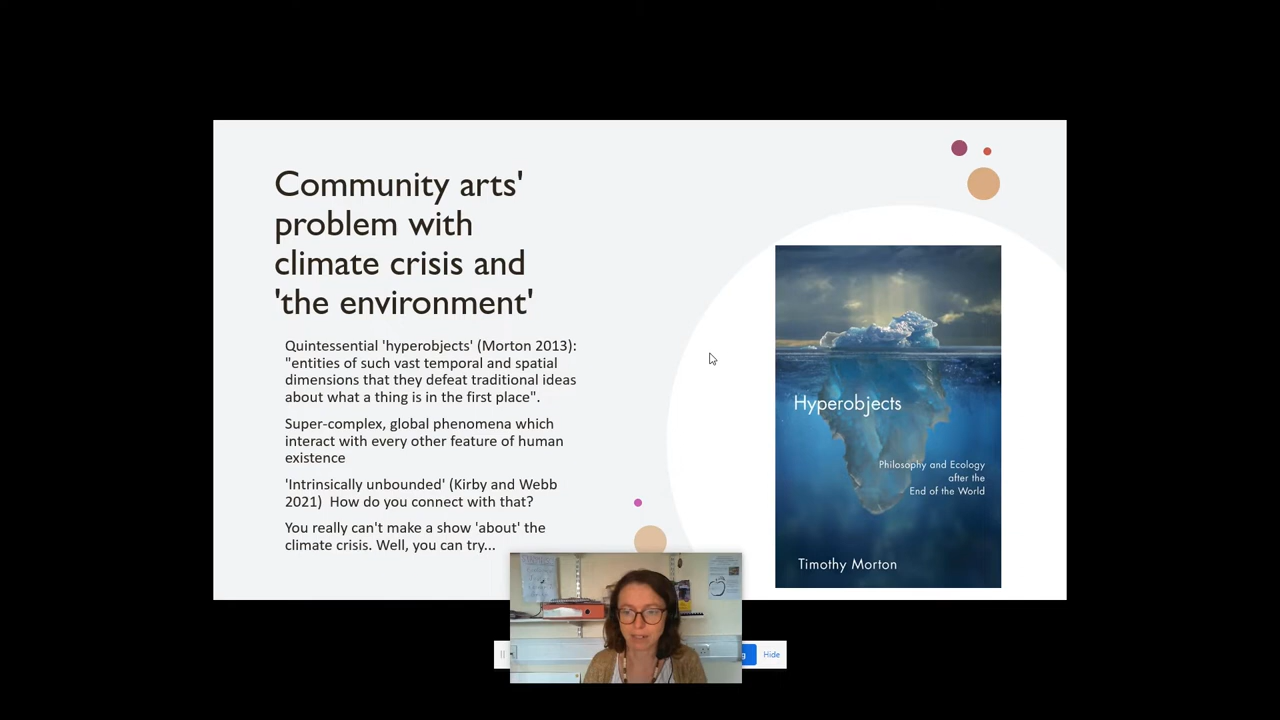 Community arts'
problem with
climate crisis and
'the environment'
Quintessential 'hyperobjects' (Morton 2013):
"entities of such vast temporal and spatial
dimensions that they defeat traditional ideas
about what a thing is in the first place".
Super-complex, global phenomena which
interact with every other feature of human
existence
'Intrinsically unbounded' (Kirby and Webb
2021)  How do you connect with that?
You really can't make a show 'about' the
climate crisis. Well, you can try...
Hyperobjects
Philosophy and Ecology
after the
End of the World
Timothy Morton
Hide